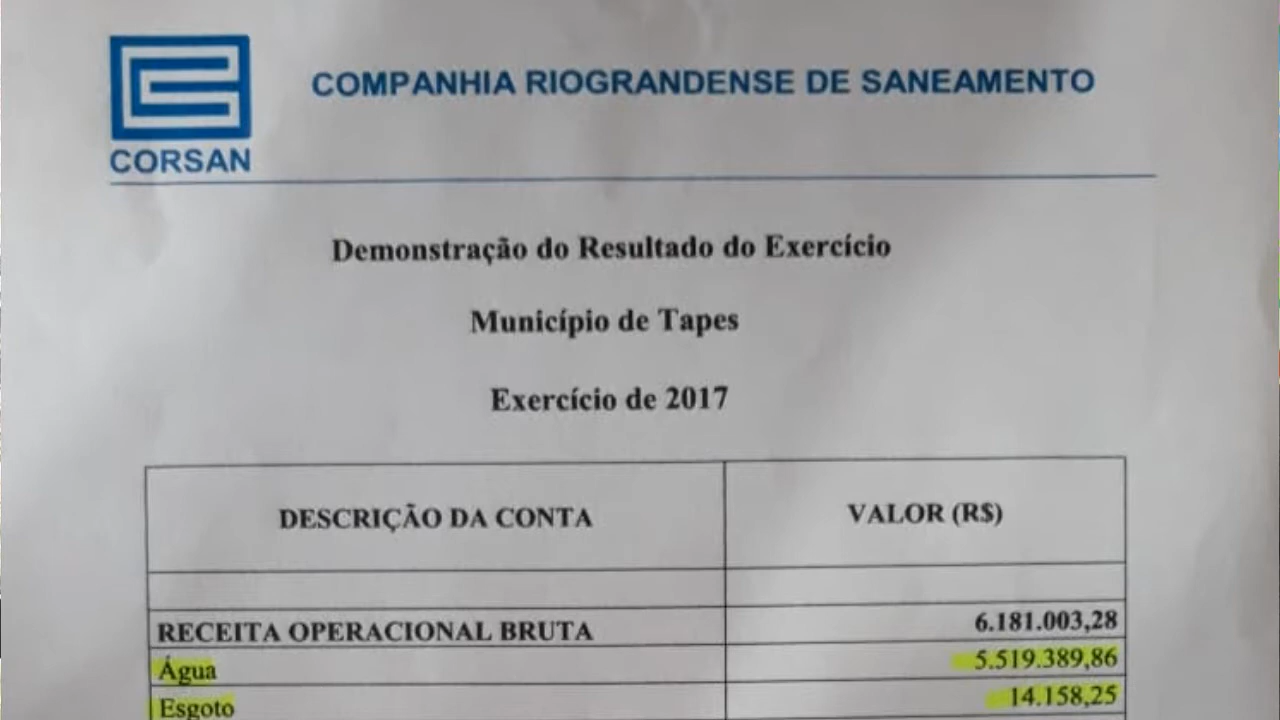 COMPANHIA RIOGRANDENSE DE SANEAMENTO
CORSAN
Demonstração do Resultado do Exercício
Município de Tapes
Exercício de 2017
DESCRIÇÃO DA CONTA VALOR (R$)
RECEITA OPERACIONAL BRUTA 6.181.003,28
Água 5.519.389,86
Esgoto 14.158,25